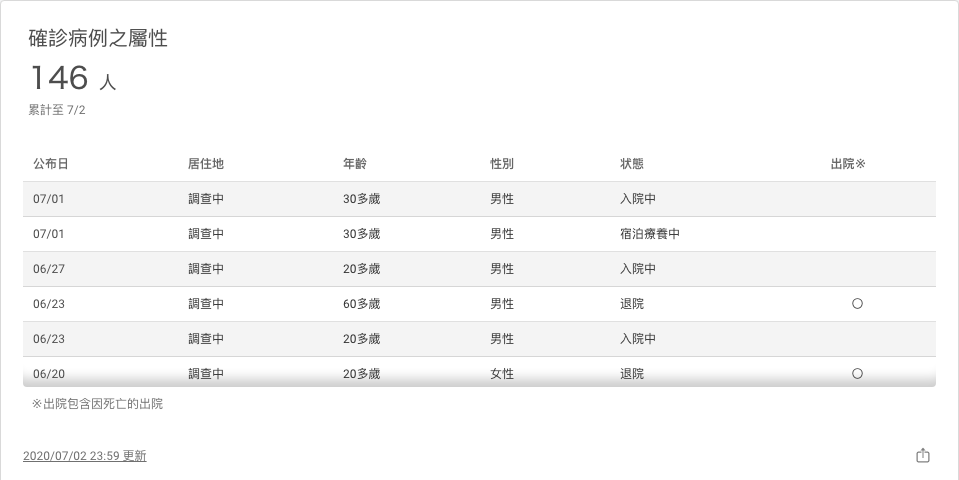 確診病例之屬性
146 人
累計至 7/2
公布日 居住地 年齡 性別 狀態 出院※
07/01 調查中 30多歲 男性 入院中
07/01 調查中 30多歲 男性 宿泊療養中
06/27 調查中 20多歲 男性 入院中
06/23 調查中 60多歲 男性 退院 〇
06/23 調查中 20多歲 男性 入院中
06/20 調查中 20多歲 女性 退院 〇
※出院包含因死亡的出院
2020/07/02 23:59 更新